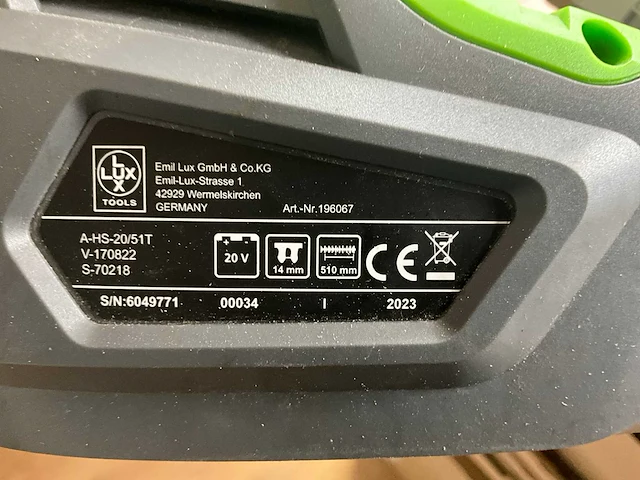 LUX
LUX
TOOLS
Emil Lux GmbH & Co.KG
Emil-Lux-Strasse 1
42929 Wermelskirchen
GERMANY
Art.-Nr.196067
A-HS-20/51T
V-170822
S-70218
20 V
14 mm
510 mm
CE
S/N:6049771 00034 I 2023